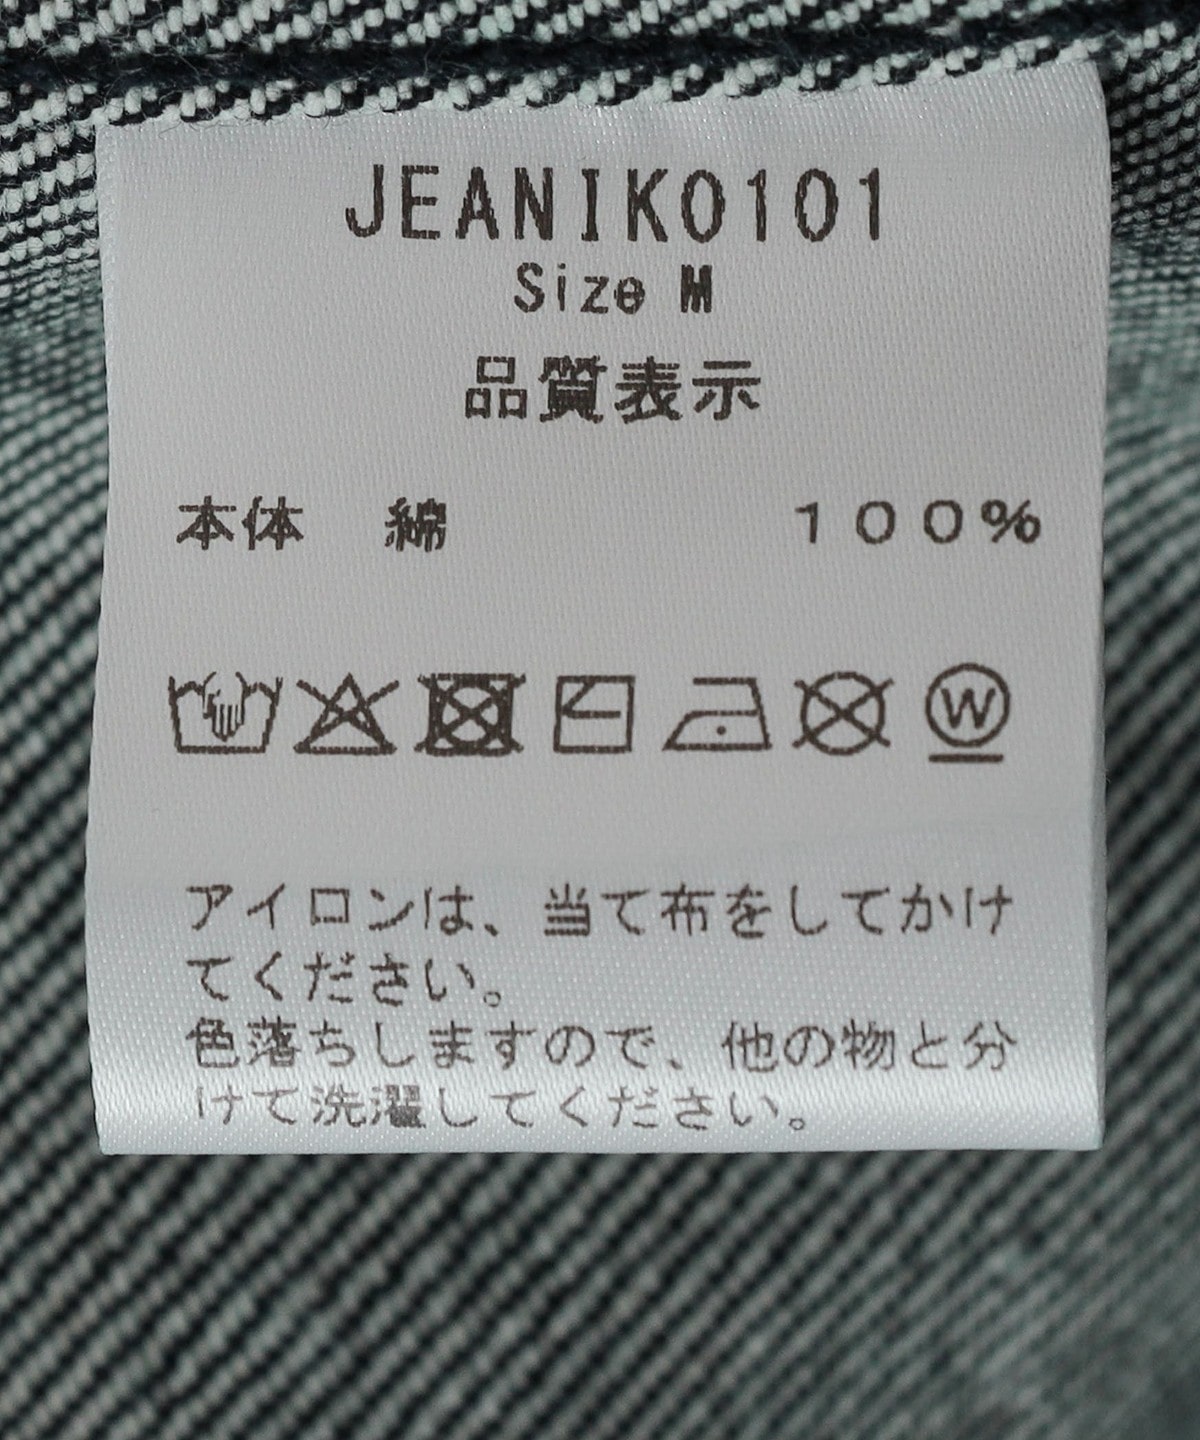 JEANIKO101
Size M
品質表示
本体　綿　１００％
W
アイロンは、当て布をしてかけ
てください。
色落ちしますので、他の物と分
けて洗濯してください。